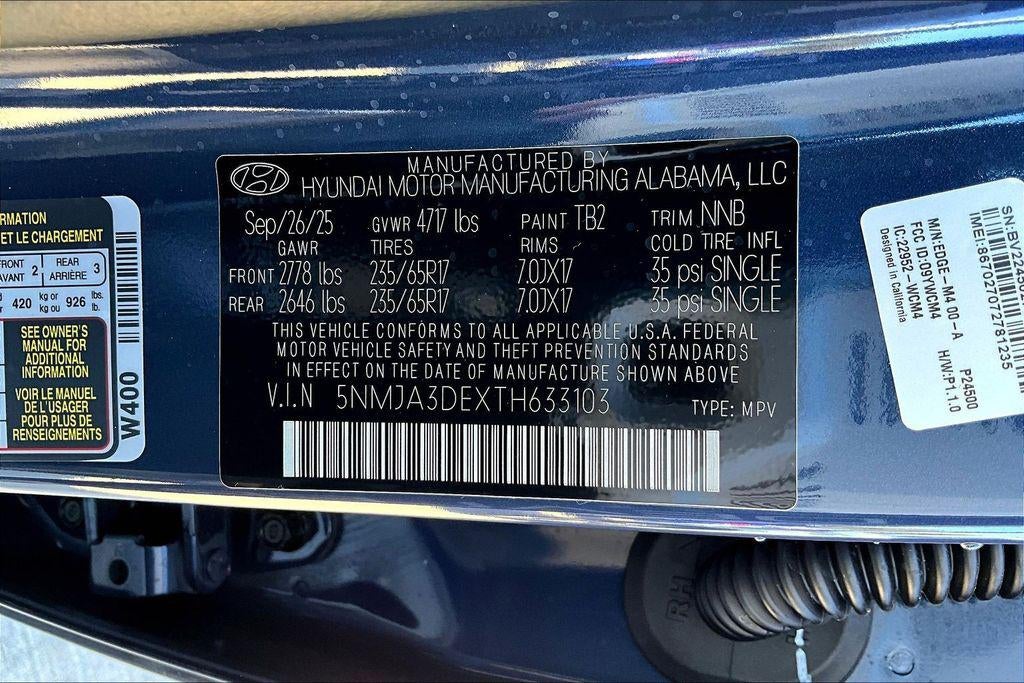 RMATION
ET LE CHARGEMENT
FRONT
AVANT 2
REAR
ARRIÈRE 3
420 kg or
kg ou 926 lbs.
lb.
SEE OWNER'S
MANUAL FOR
ADDITIONAL
INFORMATION
VOIR LE MANUEL
DE L'USAGER
POUR PLUS DE
RENSEIGNEMENTS
W400
MANUFACTURED BY
HYUNDAI MOTOR MANUFACTURING ALABAMA, LLC
Sep/26/25 GVWR 4717 lbs PAINT TB2 TRIM NNB
GAWR TIRES RIMS COLD TIRE INFL
FRONT 2778 lbs 235/65R17 7.0JX17 35 psi SINGLE
REAR 2646 lbs 235/65R17 7.0JX17 35 psi SINGLE
THIS VEHICLE CONFORMS TO ALL APPLICABLE U.S.A. FEDERAL
MOTOR VEHICLE SAFETY AND THEFT PREVENTION STANDARDS
IN EFFECT ON THE DATE OF MANUFACTURE SHOWN ABOVE
V.I.N 5NMJA3DEXTH633103 TYPE: MPV
IMEI:8667027072781235
M/N:EDGE-M4 00-A P24500
FCC ID:09YWCM4 H/W:P1.1.0
IC:22952-WCM4
Designed in California
RH